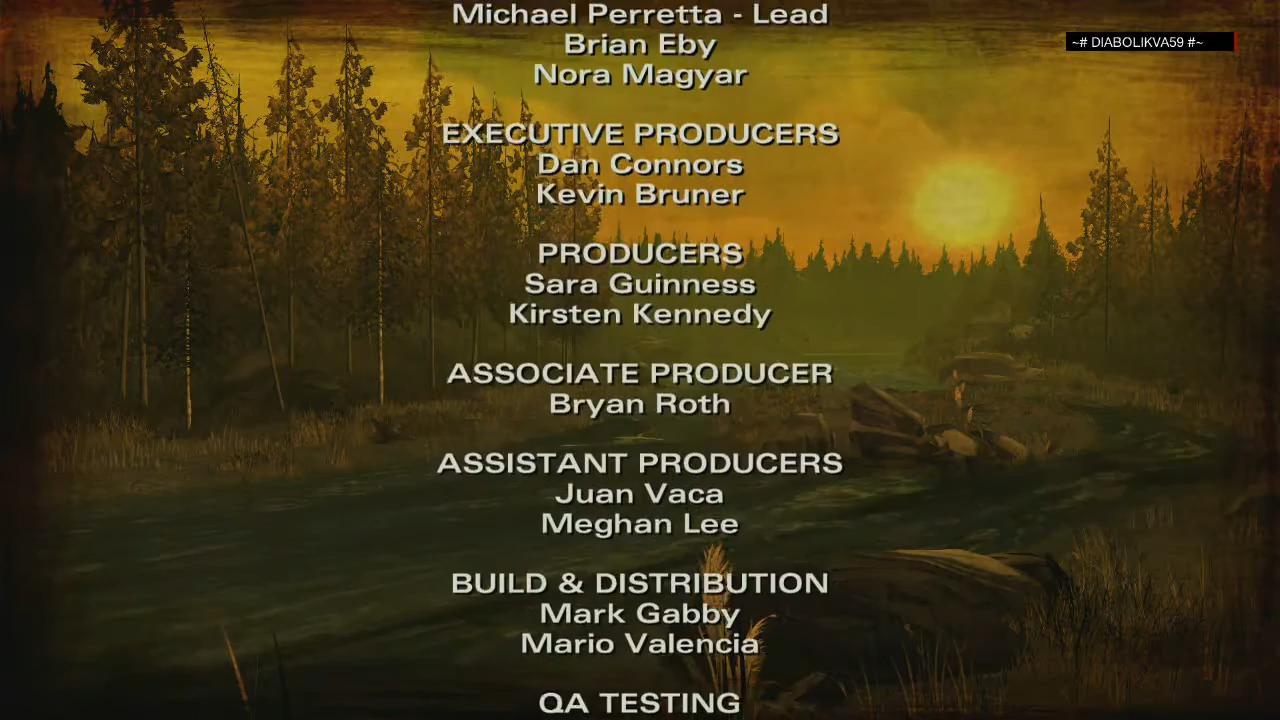 Michael Perretta - Lead
~# DIABOLIKVA59 #~
Brian Eby
Nora Magyar
EXECUTIVE PRODUCERS
Dan Connors
Kevin Bruner
PRODUCERS
Sara Guinness
Kirsten Kennedy
ASSOCIATE PRODUCER
Bryan Roth
ASSISTANT PRODUCERS
Juan Vaca
Meghan Lee
BUILD & DISTRIBUTION
Mark Gabby
Mario Valencia
QA TESTING